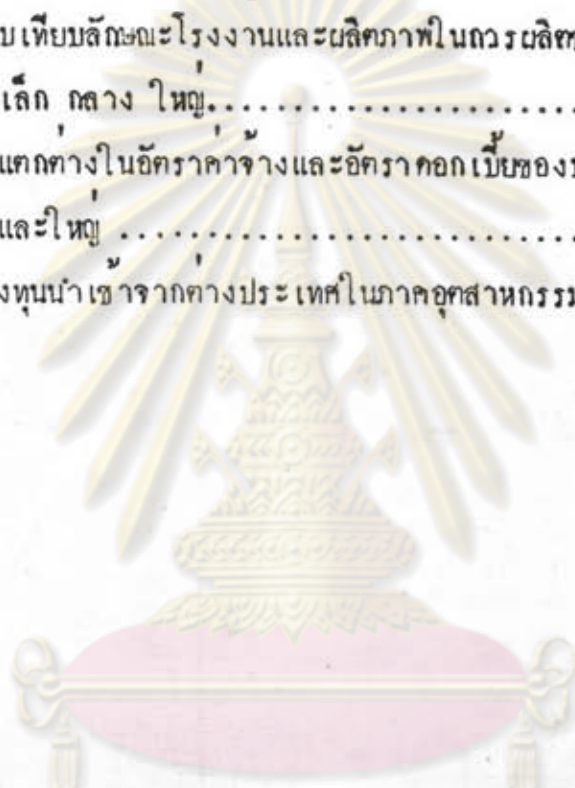 บเทียบลักษณะโรงงานและผลิตภาพในการผลิต
เล็ก กลาง ใหญ่.......................
แตกต่างในอัตราค่าจ้างและอัตราดอกเบี้ยของ
และใหญ่ ............................
งทุนนำเข้าจากต่างประเทศในภาคอุตสาหกรรม